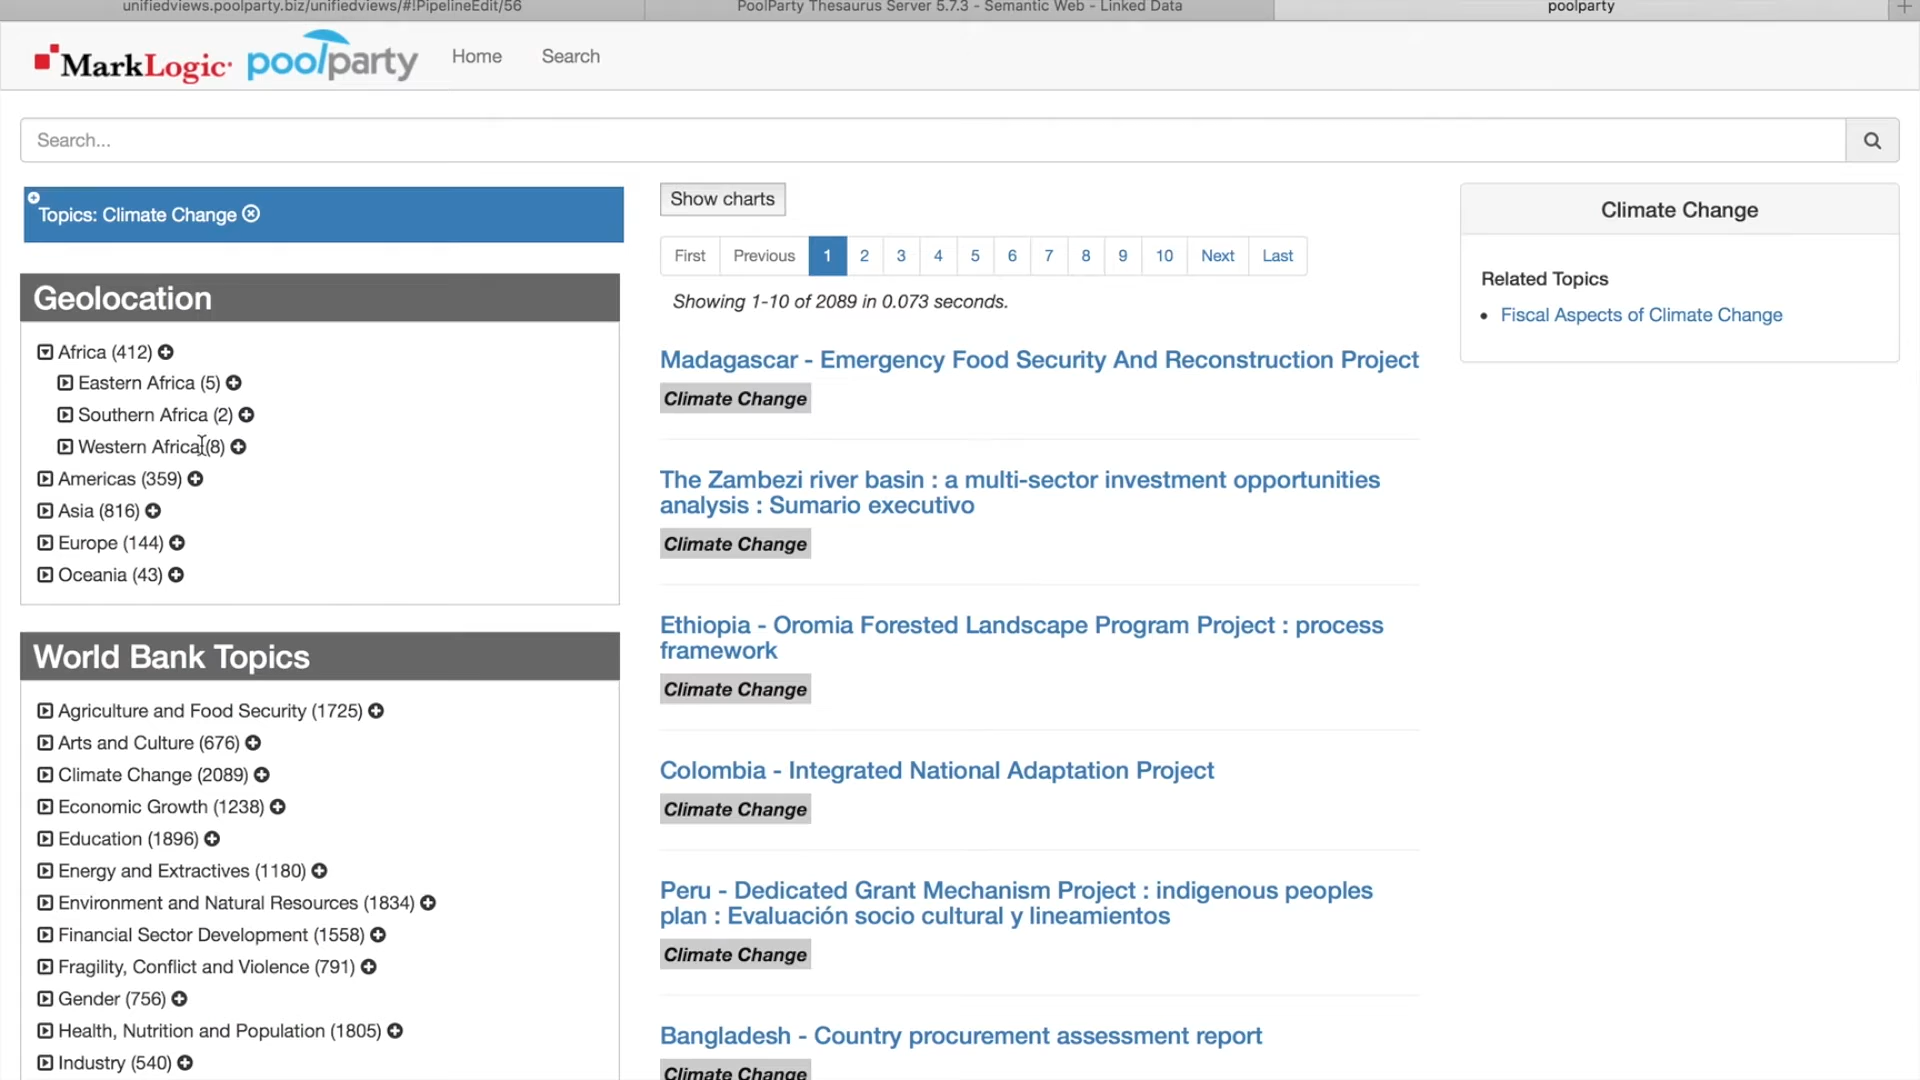 unifiedviews.poolparty.biz/unifiedviews/#!PipelineEdit/56
PoolParty Thesaurus Server 5.7.3 - Semantic Web - Linked Data
poolparty
MarkLogic
poolparty
Home
Search
Search...
Topics: Climate Change
Geolocation
Africa (412)
Eastern Africa (5)
Southern Africa (2)
Western Africa (8)
Americas (359)
Asia (816)
Europe (144)
Oceania (43)
World Bank Topics
Agriculture and Food Security (1725)
Arts and Culture (676)
Climate Change (2089)
Economic Growth (1238)
Education (1896)
Energy and Extractives (1180)
Environment and Natural Resources (1834)
Financial Sector Development (1558)
Fragility, Conflict and Violence (791)
Gender (756)
Health, Nutrition and Population (1805)
Industry (540)
Show charts
First Previous 1 2 3 4 5 6 7 8 9 10 Next Last
Showing 1-10 of 2089 in 0.073 seconds.
Madagascar - Emergency Food Security And Reconstruction Project
Climate Change
The Zambezi river basin : a multi-sector investment opportunities
analysis : Sumario executivo
Climate Change
Ethiopia - Oromia Forested Landscape Program Project : process
framework
Climate Change
Colombia - Integrated National Adaptation Project
Climate Change
Peru - Dedicated Grant Mechanism Project : indigenous peoples
plan : Evaluación socio cultural y lineamientos
Climate Change
Bangladesh - Country procurement assessment report
Climate Change
Climate Change
Related Topics
Fiscal Aspects of Climate Change